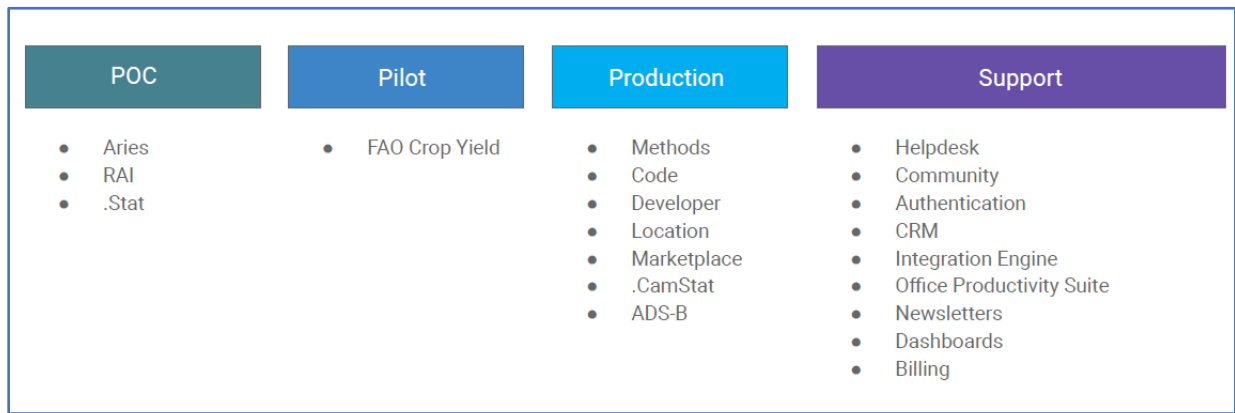 POC
Aries
RAI
.Stat
Pilot
FAO Crop Yield
Production
Methods
Code
Developer
Location
Marketplace
.CamStat
ADS-B
Support
Helpdesk
Community
Authentication
CRM
Integration Engine
Office Productivity Suite
Newsletters
Dashboards
Billing